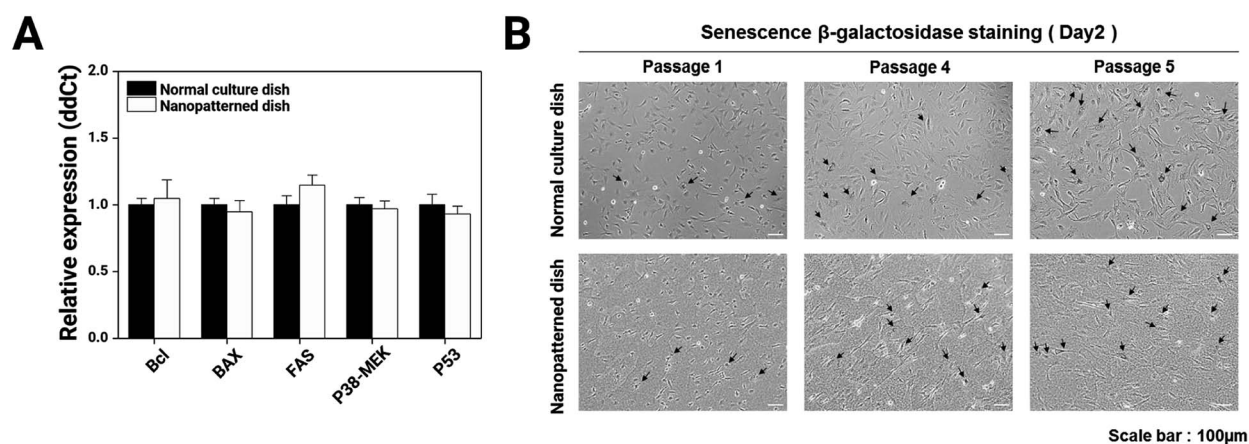 A
Relative expression (ddCt)
2.0
1.5
1.0
0.5
0.0
Normal culture dish
Nanopatterned dish
Bcl
BAX
FAS
P38-MEK
P53
B
Senescence β-galactosidase staining ( Day2 )
Passage 1
Passage 4
Passage 5
Normal culture dish
Nanopatterned dish
Scale bar : 100μm